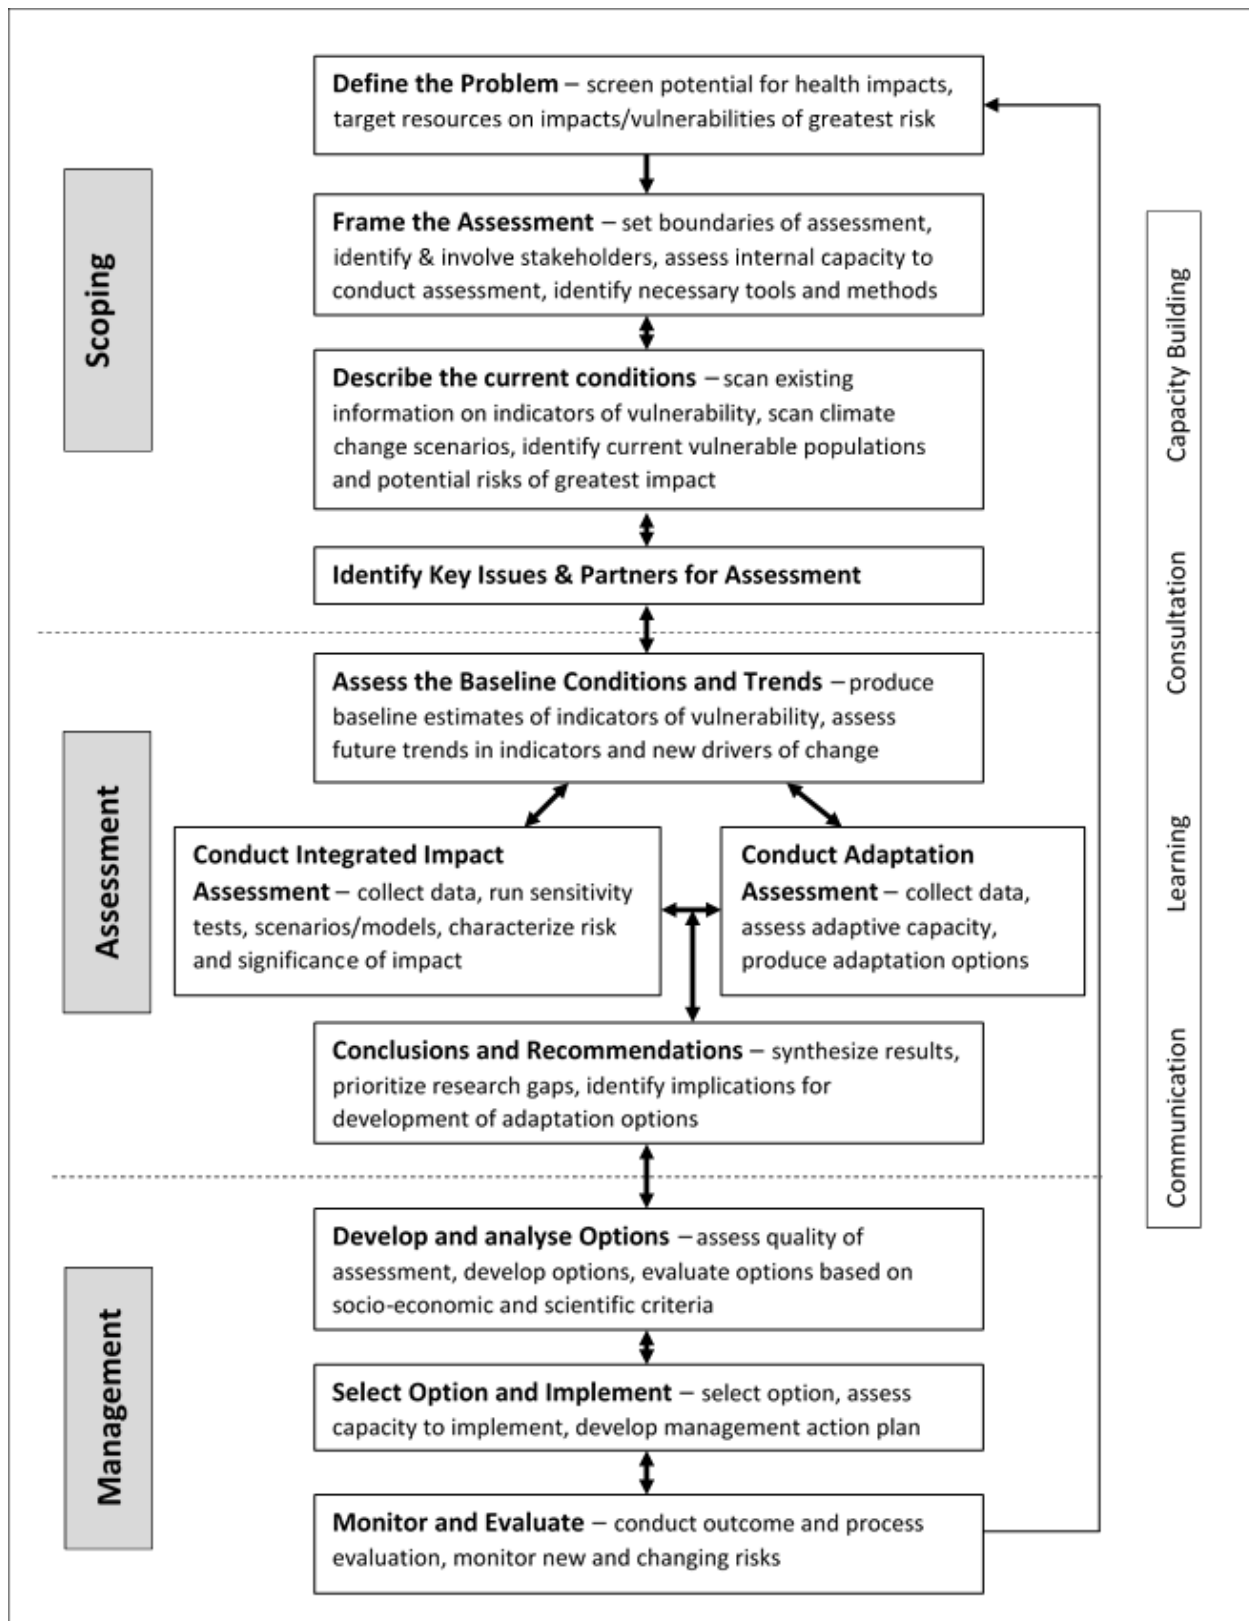 Define the Problem – screen potential for health impacts,
target resources on impacts/vulnerabilities of greatest risk
Scoping
Frame the Assessment – set boundaries of assessment,
identify & involve stakeholders, assess internal capacity to
conduct assessment, identify necessary tools and methods
Describe the current conditions – scan existing
information on indicators of vulnerability, scan climate
change scenarios, identify current vulnerable populations
and potential risks of greatest impact
Identify Key Issues & Partners for Assessment
Assessment
Assess the Baseline Conditions and Trends – produce
baseline estimates of indicators of vulnerability, assess
future trends in indicators and new drivers of change
Conduct Integrated Impact
Assessment – collect data, run sensitivity
tests, scenarios/models, characterize risk
and significance of impact
Conduct Adaptation
Assessment – collect data,
assess adaptive capacity,
produce adaptation options
Conclusions and Recommendations – synthesize results,
prioritize research gaps, identify implications for
development of adaptation options
Management
Develop and analyse Options – assess quality of
assessment, develop options, evaluate options based on
socio-economic and scientific criteria
Select Option and Implement – select option, assess
capacity to implement, develop management action plan
Monitor and Evaluate – conduct outcome and process
evaluation, monitor new and changing risks
Communication Learning Consultation Capacity Building